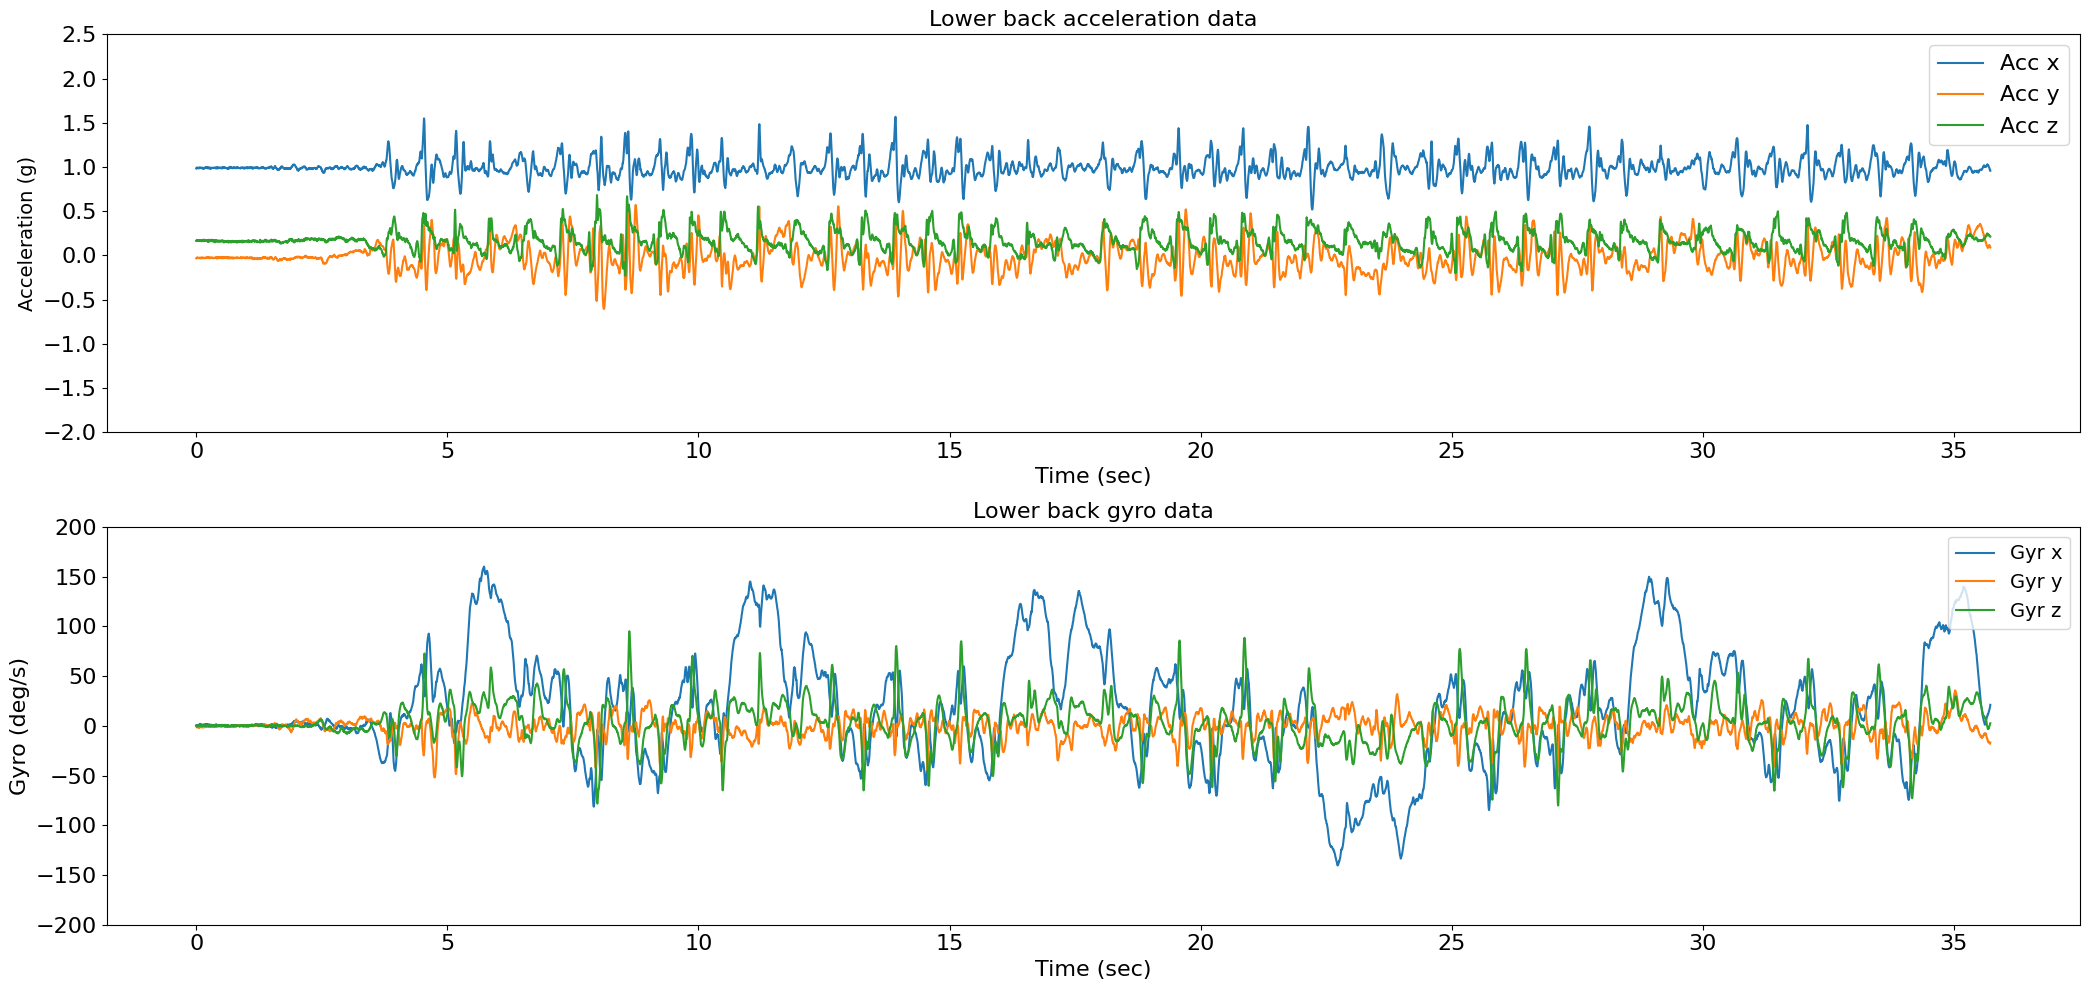 Lower back acceleration data
2.5
2.0
1.5
1.0
0.5
0.0
−0.5
−1.0
−1.5
−2.0
Acceleration (g)
Acc x
Acc y
Acc z
0 5 10 15 20 25 30 35
Time (sec)
Lower back gyro data
200
150
100
50
0
−50
−100
−150
−200
Gyro (deg/s)
Gyr x
Gyr y
Gyr z
0 5 10 15 20 25 30 35
Time (sec)